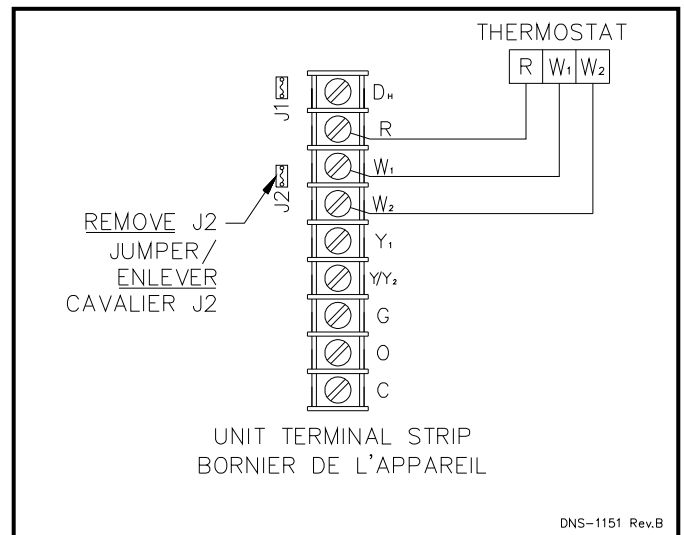 THERMOSTAT
R W₁ W₂
J1
Dʜ
R
W₁
J2
W₂
REMOVE J2
JUMPER/
ENLEVER
CAVALIER J2
Y₁
Y/Y₂
G
O
C
UNIT TERMINAL STRIP
BORNIER DE L'APPAREIL
DNS-1151 Rev.B